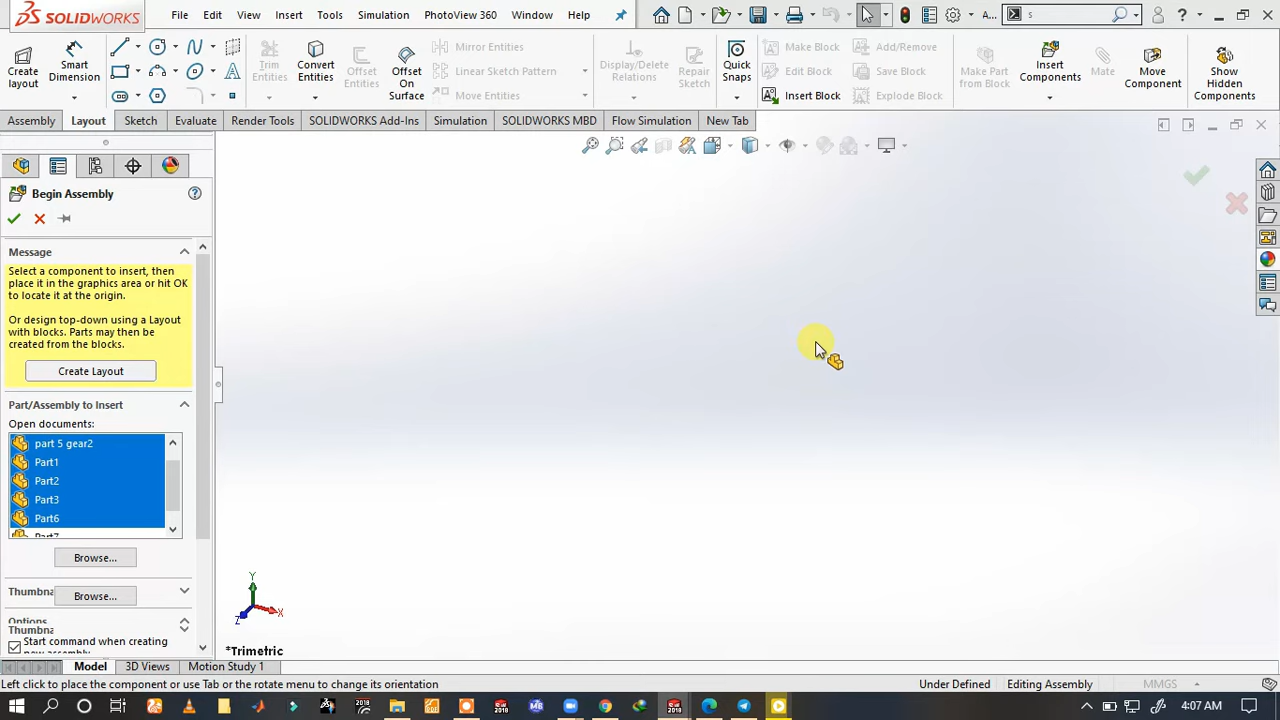 SOLIDWORKS
File Edit View Insert Tools Simulation PhotoView 360 Window Help
A...
s
Create layout
Smart Dimension
Trim Entities
Convert Entities
Offset Entities
Offset On Surface
Mirror Entities
Linear Sketch Pattern
Move Entities
Display/Delete Relations
Repair Sketch
Quick Snaps
Make Block
Edit Block
Insert Block
Add/Remove
Save Block
Explode Block
Make Part from Block
Insert Components
Mate
Move Component
Show Hidden Components
Assembly Layout Sketch Evaluate Render Tools SOLIDWORKS Add-Ins Simulation SOLIDWORKS MBD Flow Simulation New Tab
Begin Assembly
Message
Select a component to insert, then
place it in the graphics area or hit OK
to locate it at the origin.
Or design top-down using a Layout
with blocks. Parts may then be
created from the blocks.
Create Layout
Part/Assembly to Insert
Open documents:
part 5 gear2
Part1
Part2
Part3
Part6
Part7
Browse...
Thumbna
Browse...
Options
Thumbna
Start command when creating
new assembly
Y
X
Z
*Trimetric
Model 3D Views Motion Study 1
Left click to place the component or use Tab or the rotate menu to change its orientation
Under Defined Editing Assembly MMGS
4:07 AM